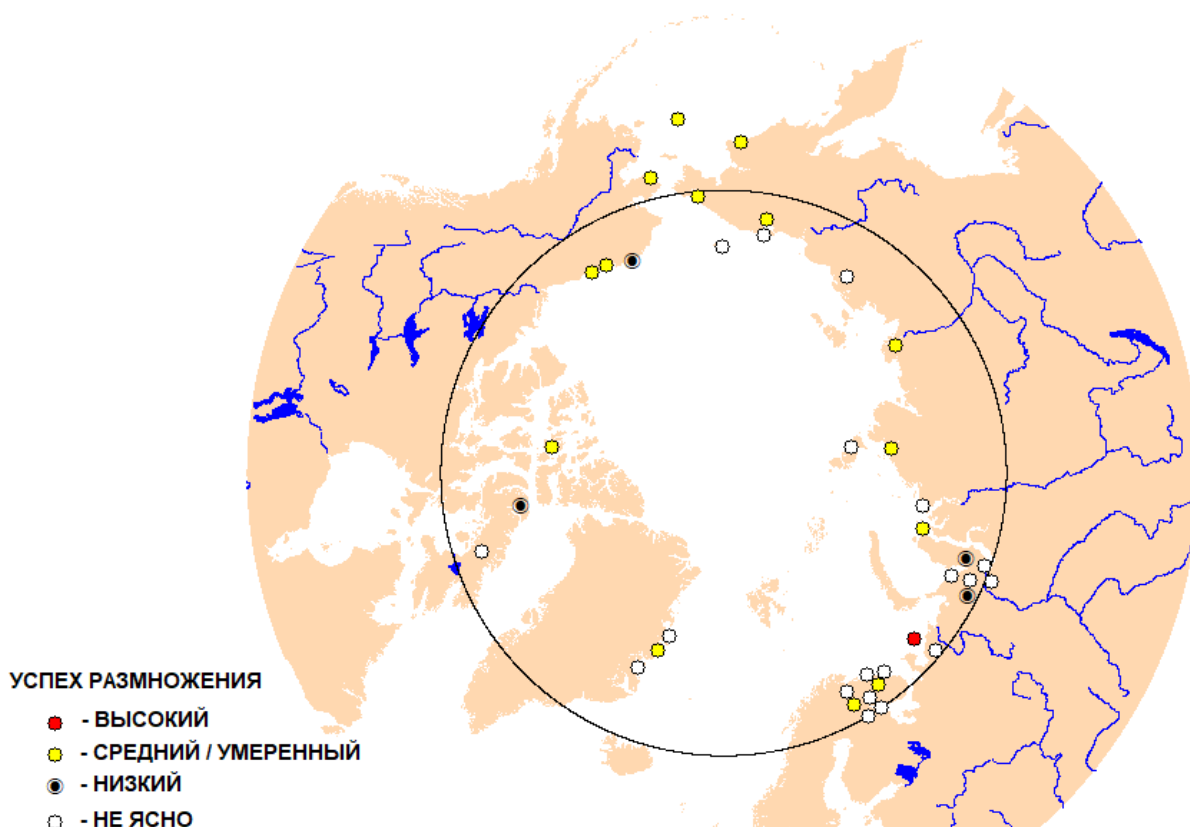 УСПЕХ РАЗМНОЖЕНИЯ
- ВЫСОКИЙ
- СРЕДНИЙ / УМЕРЕННЫЙ
- НИЗКИЙ
- НЕ ЯСНО